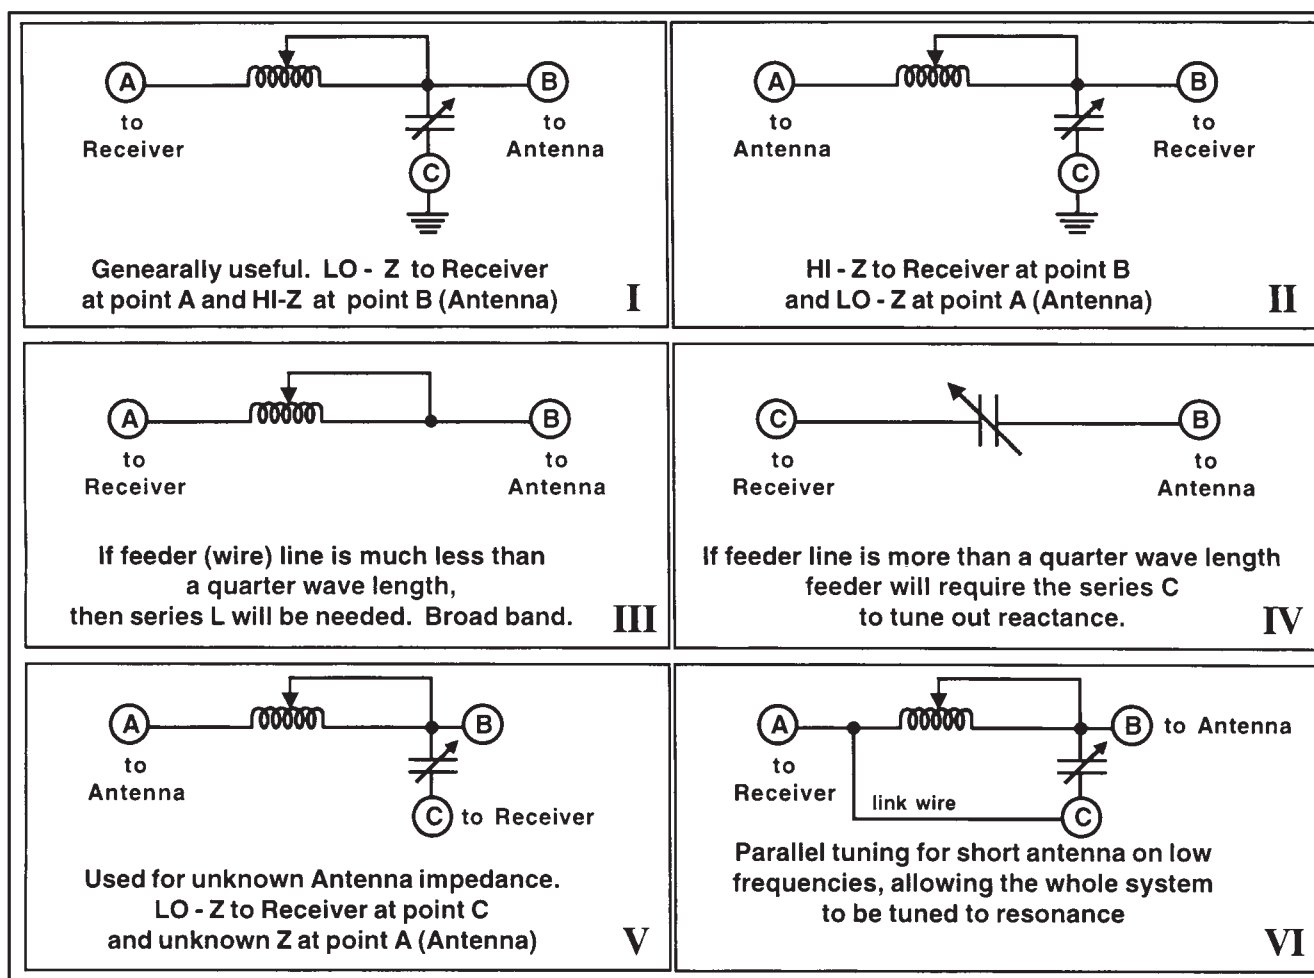 A
B
to
Receiver
to
Antenna
C
Genearally useful. LO - Z to Receiver
at point A and HI-Z at point B (Antenna)
I
A
B
to
Antenna
to
Receiver
C
HI - Z to Receiver at point B
and LO - Z at point A (Antenna)
II
A
B
to
Receiver
to
Antenna
If feeder (wire) line is much less than
a quarter wave length,
then series L will be needed. Broad band.
III
C
B
to
Receiver
to
Antenna
If feeder line is more than a quarter wave length
feeder will require the series C
to tune out reactance.
IV
A
B
to
Antenna
C to Receiver
Used for unknown Antenna impedance.
LO - Z to Receiver at point C
and unknown Z at point A (Antenna)
V
A
B to Antenna
to
Receiver
link wire
C
Parallel tuning for short antenna on low
frequencies, allowing the whole system
to be tuned to resonance
VI